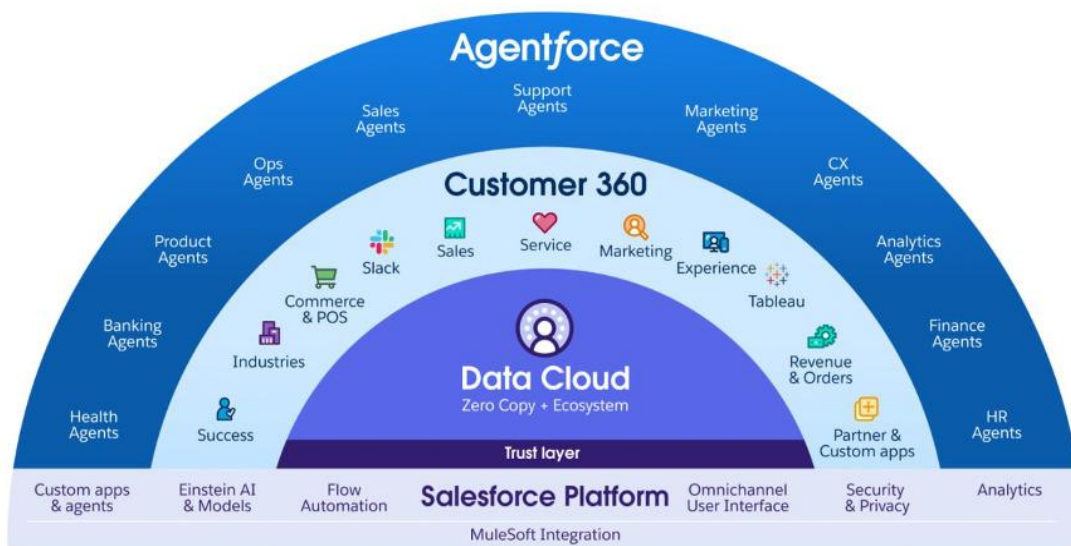 Agentforce
Support
Agents
Sales
Agents
Marketing
Agents
Ops
Agents
CX
Agents
Product
Agents
Analytics
Agents
Banking
Agents
Finance
Agents
Health
Agents
HR
Agents
Customer 360
Success
Industries
Commerce
& POS
Slack
Sales
Service
Marketing
Experience
Tableau
Revenue
& Orders
Partner &
Custom apps
Data Cloud
Zero Copy + Ecosystem
Trust layer
Custom apps
& agents
Einstein AI
& Models
Flow
Automation
Salesforce Platform
Omnichannel
User Interface
Security
& Privacy
Analytics
MuleSoft Integration